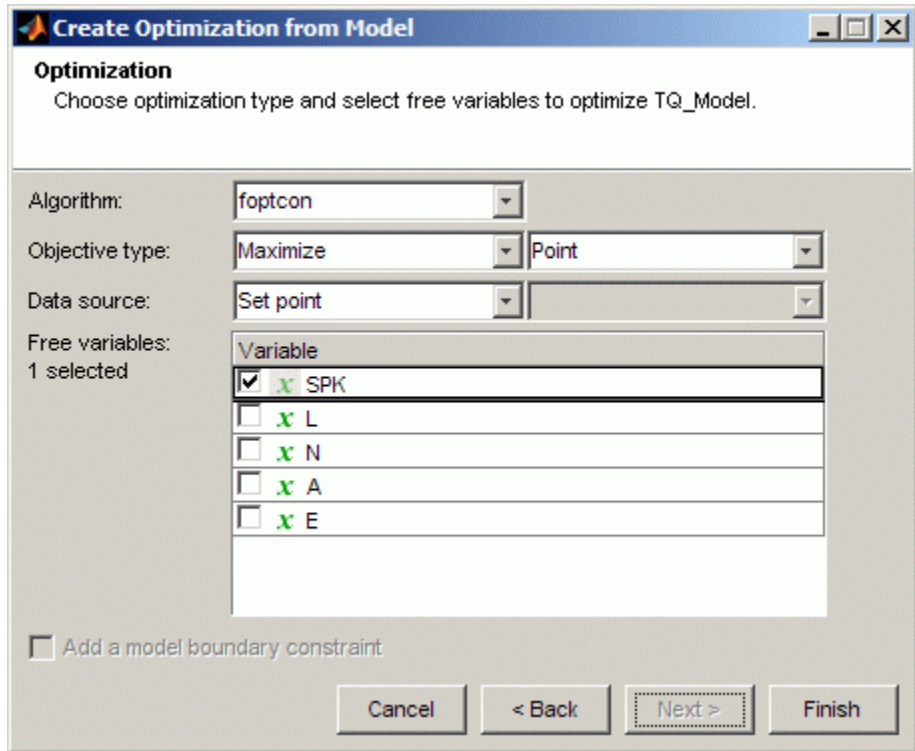 Create Optimization from Model
Optimization
Choose optimization type and select free variables to optimize TQ_Model.
Algorithm: foptcon
Objective type: Maximize Point
Data source: Set point
Free variables:
1 selected
Variable
x SPK
x L
x N
x A
x E
Add a model boundary constraint
Cancel < Back Next > Finish